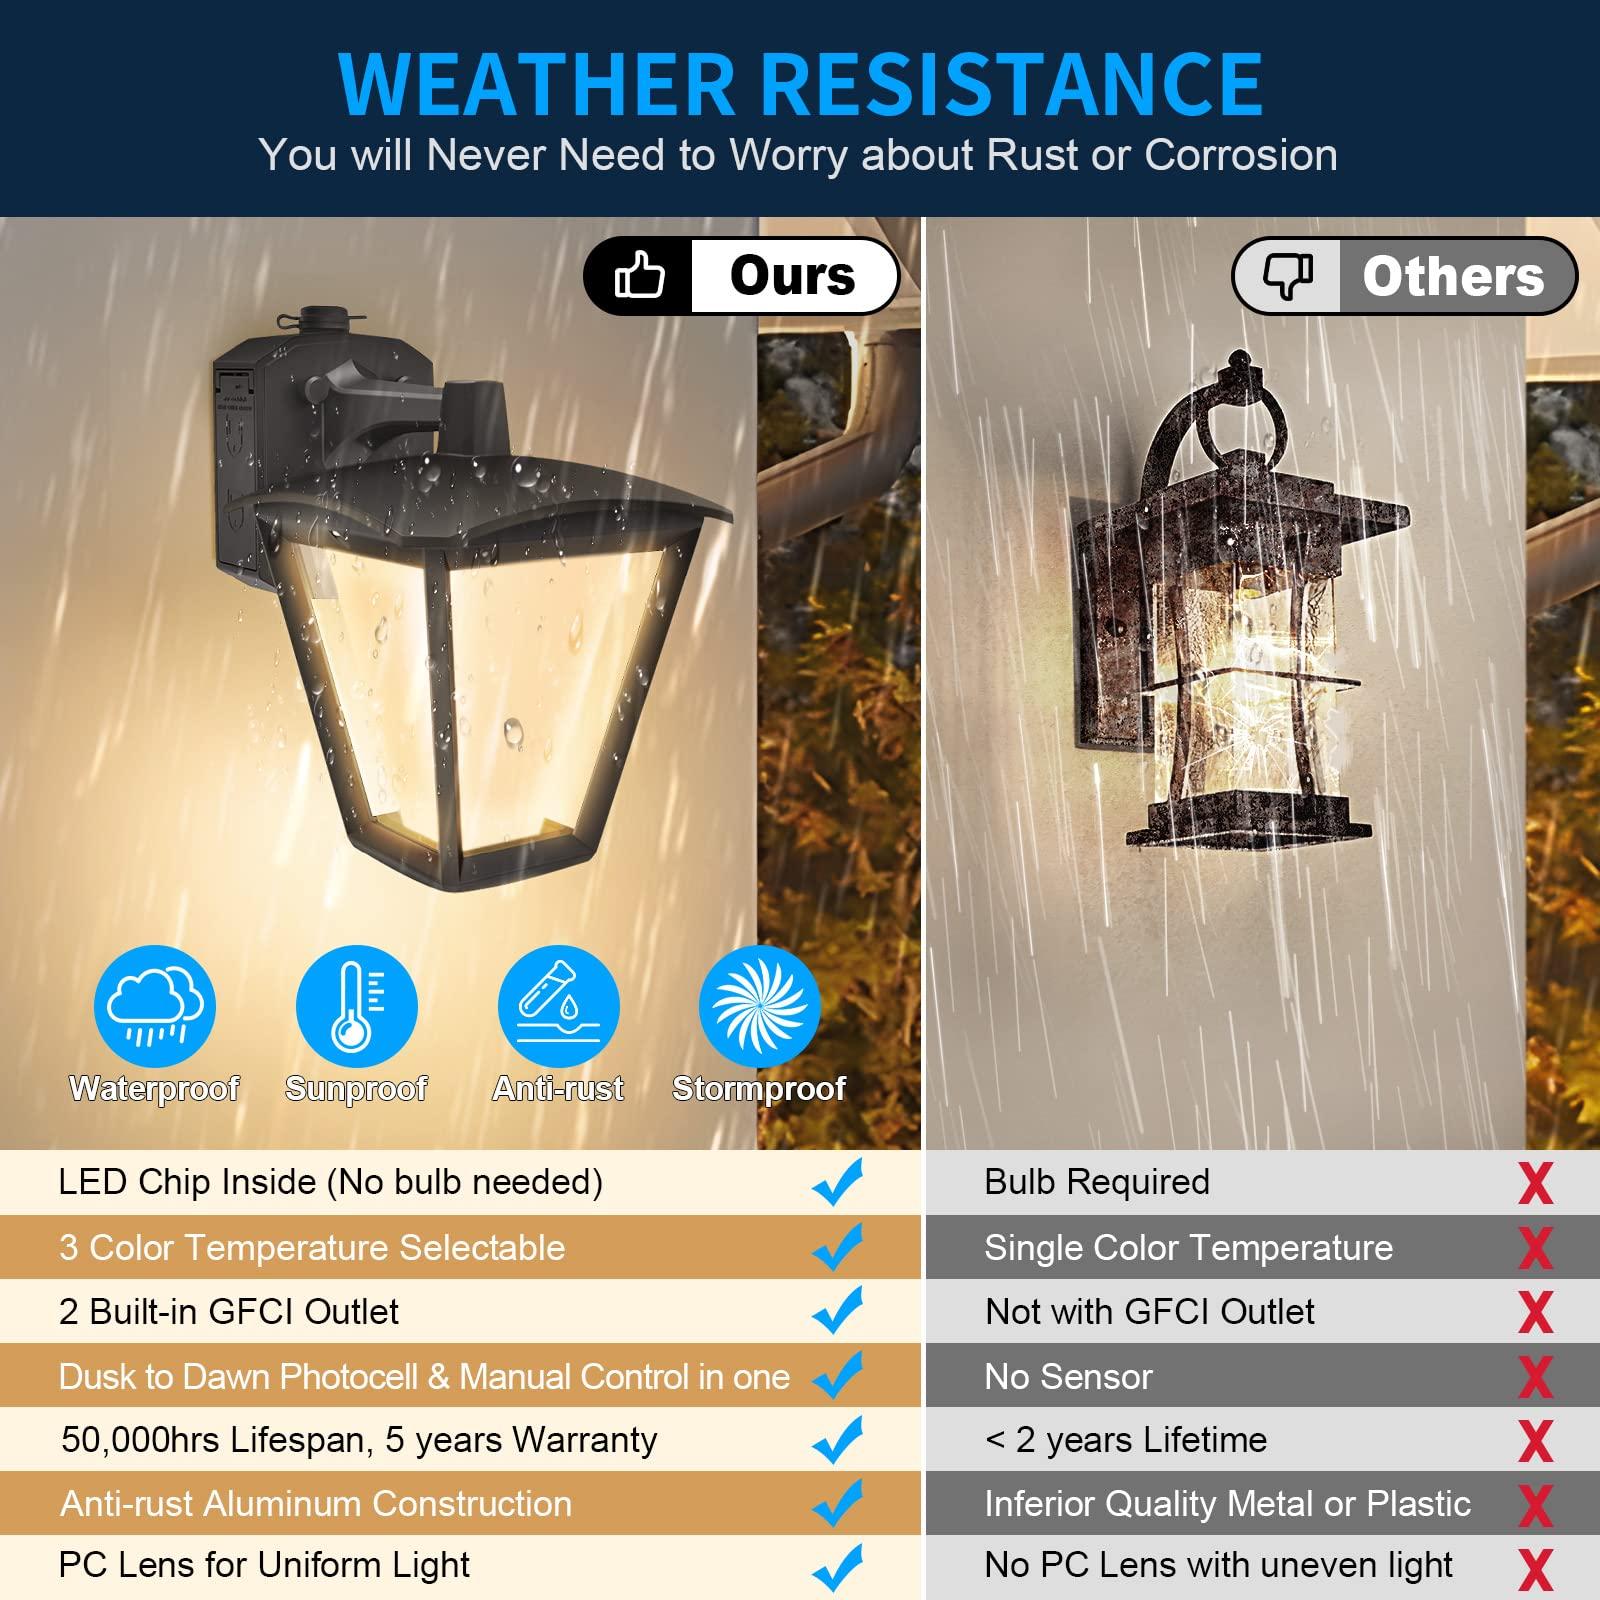 WEATHER RESISTANCE
You will Never Need to Worry about Rust or Corrosion
Ours
Others
Waterproof
Sunproof
Anti-rust
Stormproof
LED Chip Inside (No bulb needed)
Bulb Required
X
3 Color Temperature Selectable
Single Color Temperature
X
2 Built-in GFCI Outlet
Not with GFCI Outlet
X
Dusk to Dawn Photocell & Manual Control in one
No Sensor
X
50,000hrs Lifespan, 5 years Warranty
< 2 years Lifetime
X
Anti-rust Aluminum Construction
Inferior Quality Metal or Plastic
X
PC Lens for Uniform Light
No PC Lens with uneven light
X